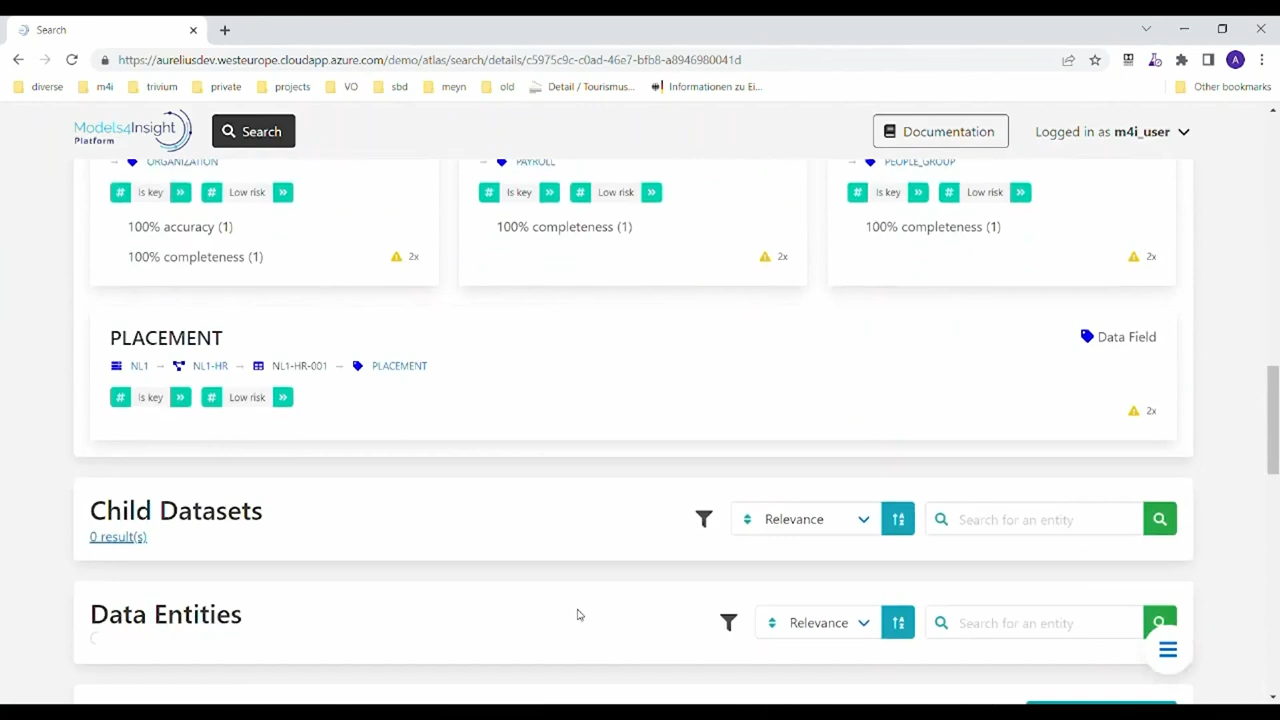 Search
https://aureliusdev.westeurope.cloudapp.azure.com/demo/atlas/search/details/c5975c9c-c0ad-46e7-bfb8-a8946980041d
A
diverse m4i trivium private projects VO sbd meyn old Detail / Tourismus... Informationen zu Ei... Other bookmarks
Models4Insight
Platform
Search
Documentation
Logged in as m4i_user
ORGANIZATION
Is key Low risk
100% accuracy (1)
100% completeness (1)
2x
PAYROLL
Is key Low risk
100% completeness (1)
2x
PEOPLE_GROUP
Is key Low risk
100% completeness (1)
2x
PLACEMENT
Data Field
NL1 → NL1-HR → NL1-HR-001 → PLACEMENT
Is key Low risk
2x
Child Datasets
0 result(s)
Relevance
Search for an entity
Data Entities
Relevance
Search for an entity